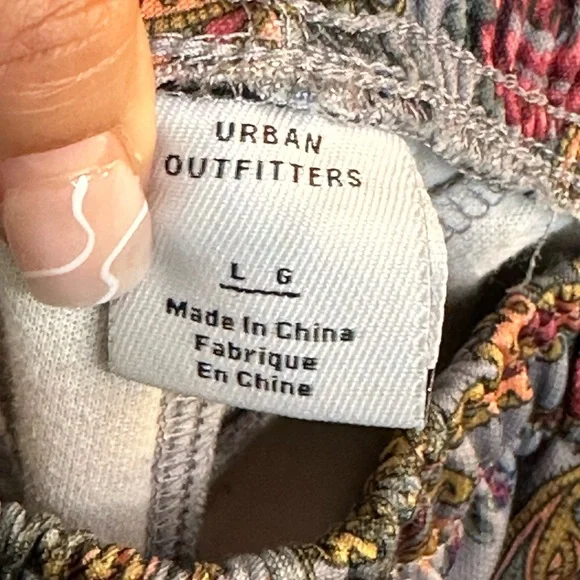 URBAN
OUTFITTERS
L G
Made In China
Fabrique
En Chine